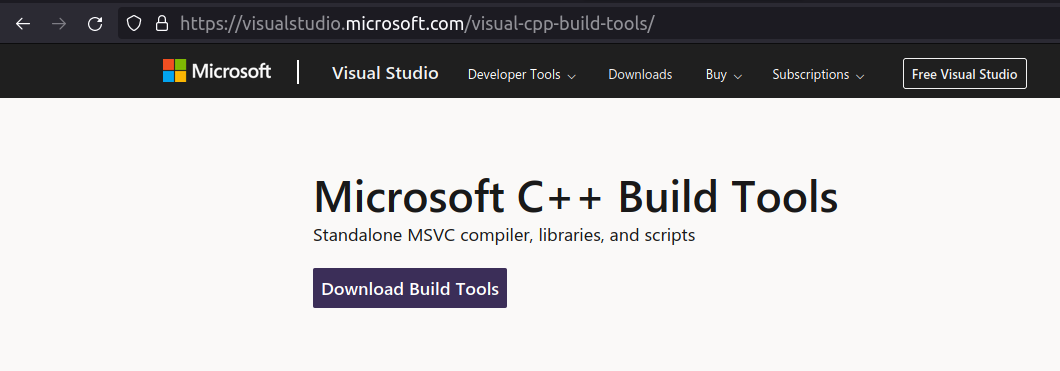 https://visualstudio.microsoft.com/visual-cpp-build-tools/
Microsoft | Visual Studio Developer Tools Downloads Buy Subscriptions Free Visual Studio
Microsoft C++ Build Tools
Standalone MSVC compiler, libraries, and scripts
Download Build Tools